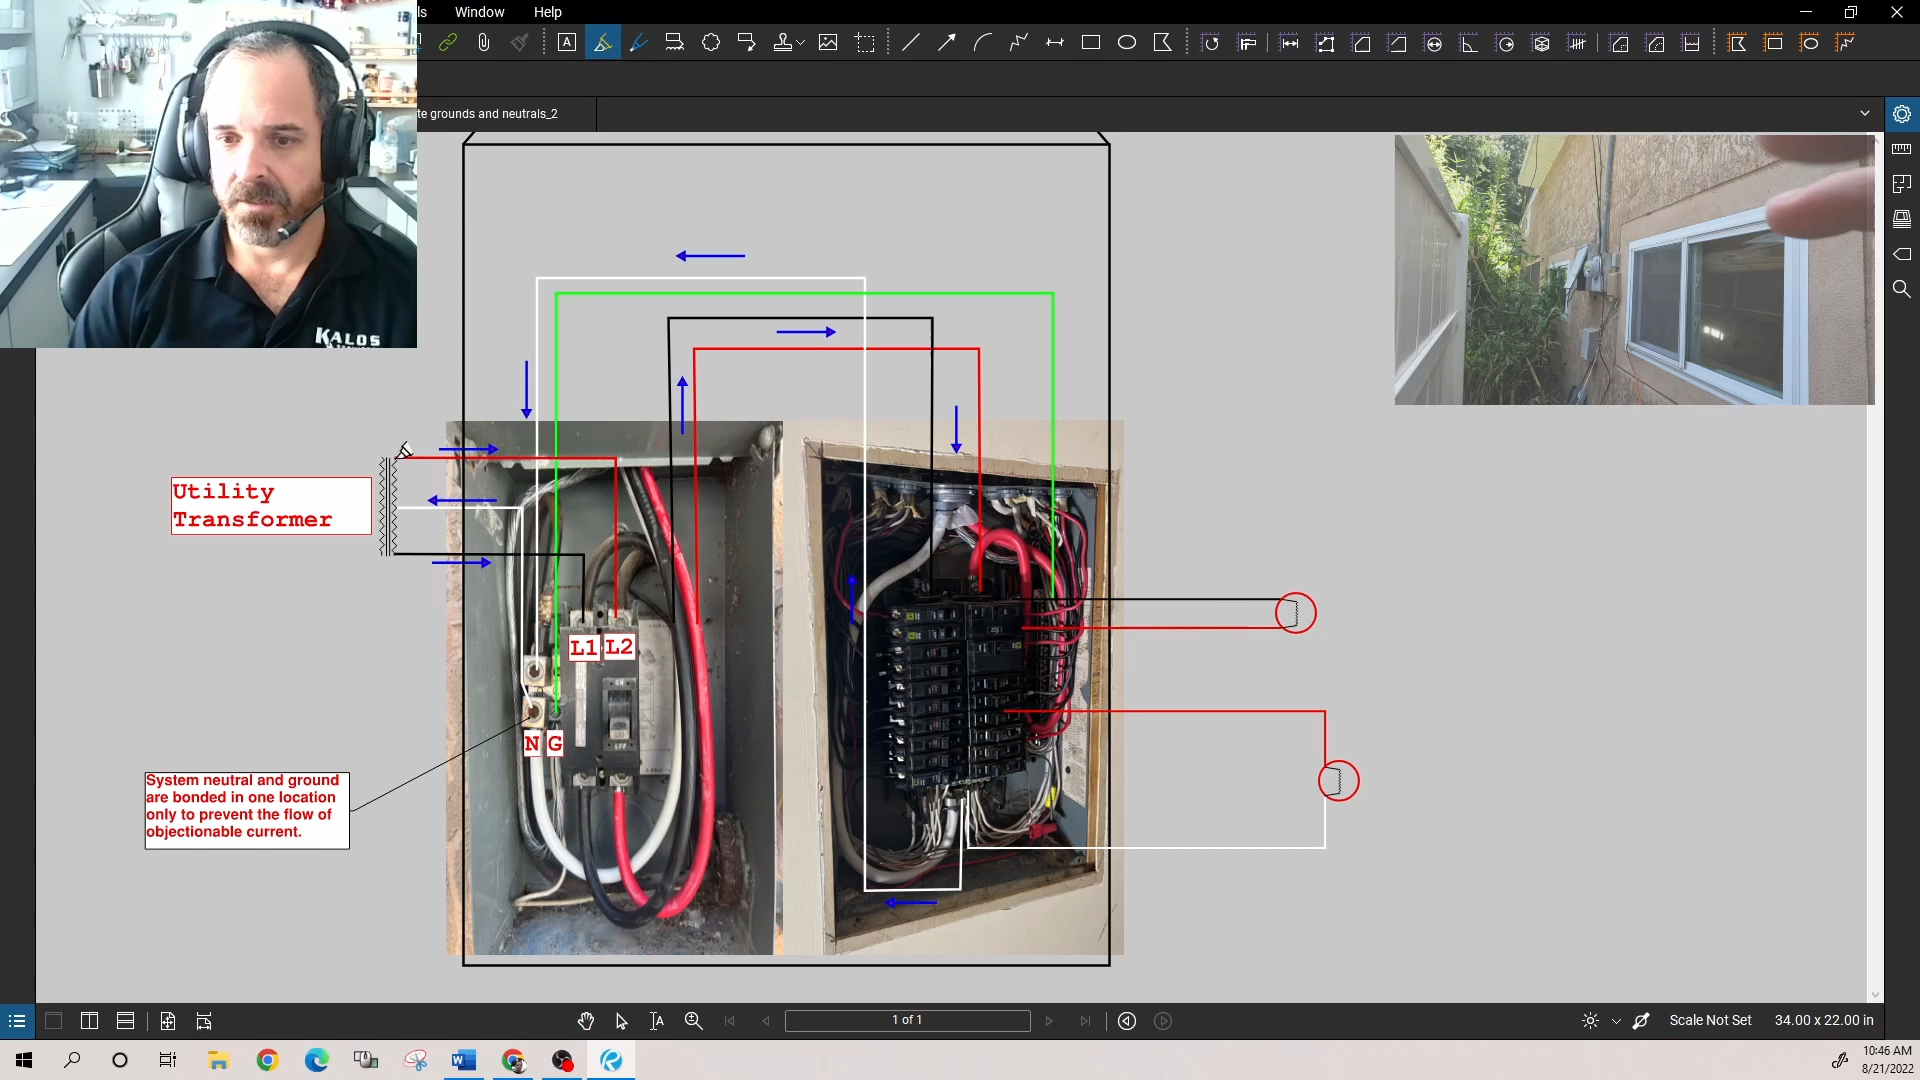 ls Window Help
te grounds and neutrals_2
KALOS
Utility
Transformer
L1 L2
OFF
N G
System neutral and ground
are bonded in one location
only to prevent the flow of
objectionable current.
1 of 1
Scale Not Set
34.00 x 22.00 in
10:46 AM
8/21/2022